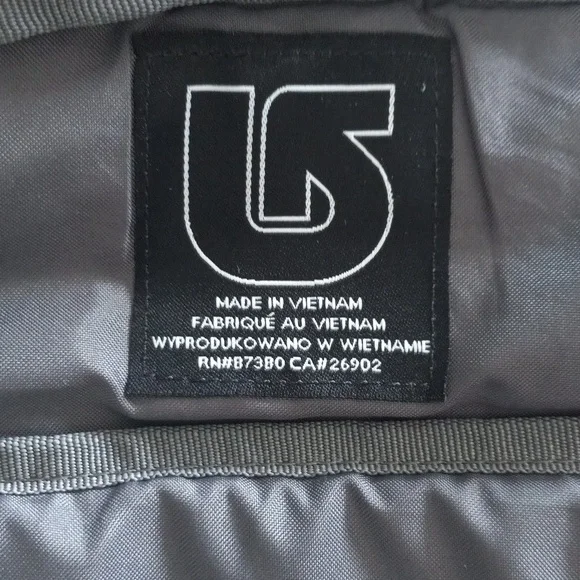 MADE IN VIETNAM
FABRIQUÉ AU VIETNAM
WYPRODUKOWANO W WIETNAMIE
RN#B73B0 CA#26902